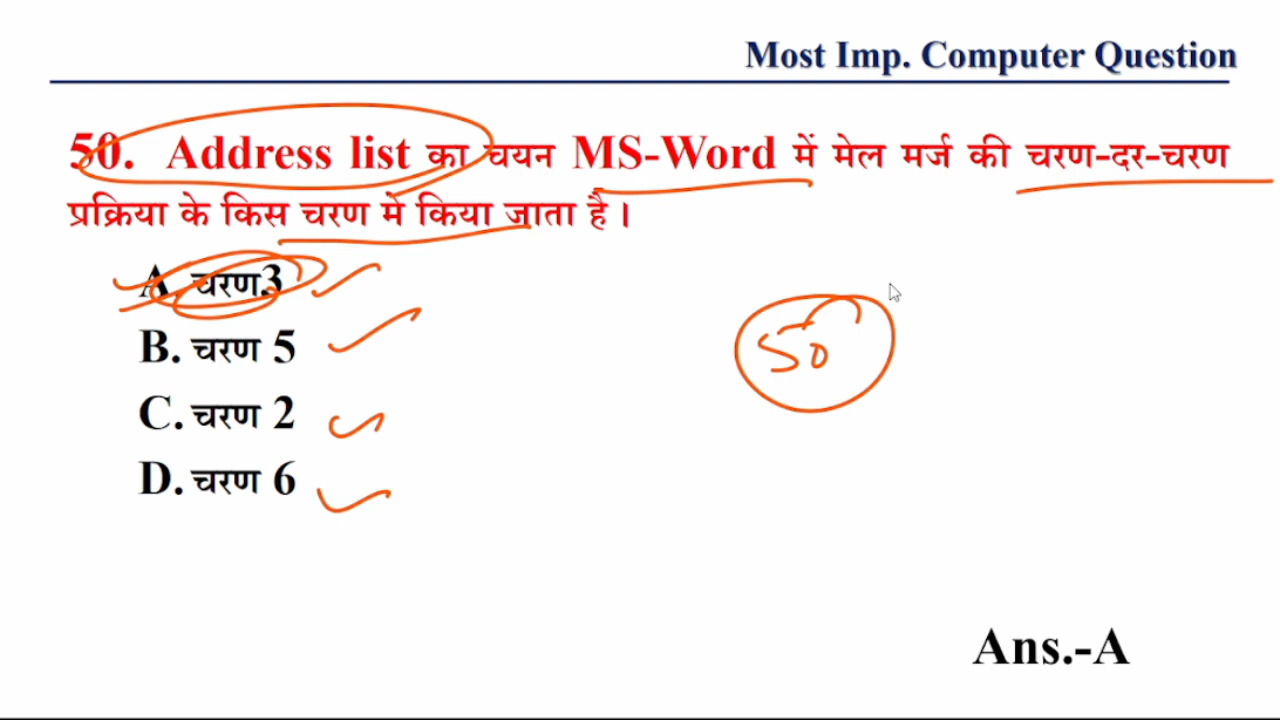 Most Imp. Computer Question
50. Address list का चयन MS-Word में मेल मर्ज की चरण-दर-चरण
प्रक्रिया के किस चरण मे किया जाता है।
A. चरण3
B. चरण 5
C. चरण 2
D. चरण 6
50
Ans.-A